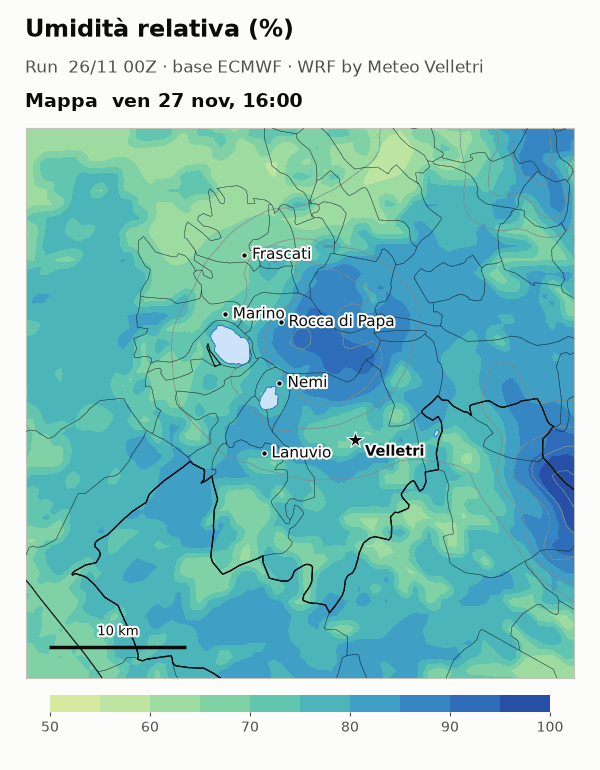 Umidità relativa (%)
Run  26/11 00Z · base ECMWF · WRF by Meteo Velletri
Mappa  ven 27 nov, 16:00
Frascati
Marino
Rocca di Papa
Nemi
Velletri
Lanuvio
10 km
50 60 70 80 90 100